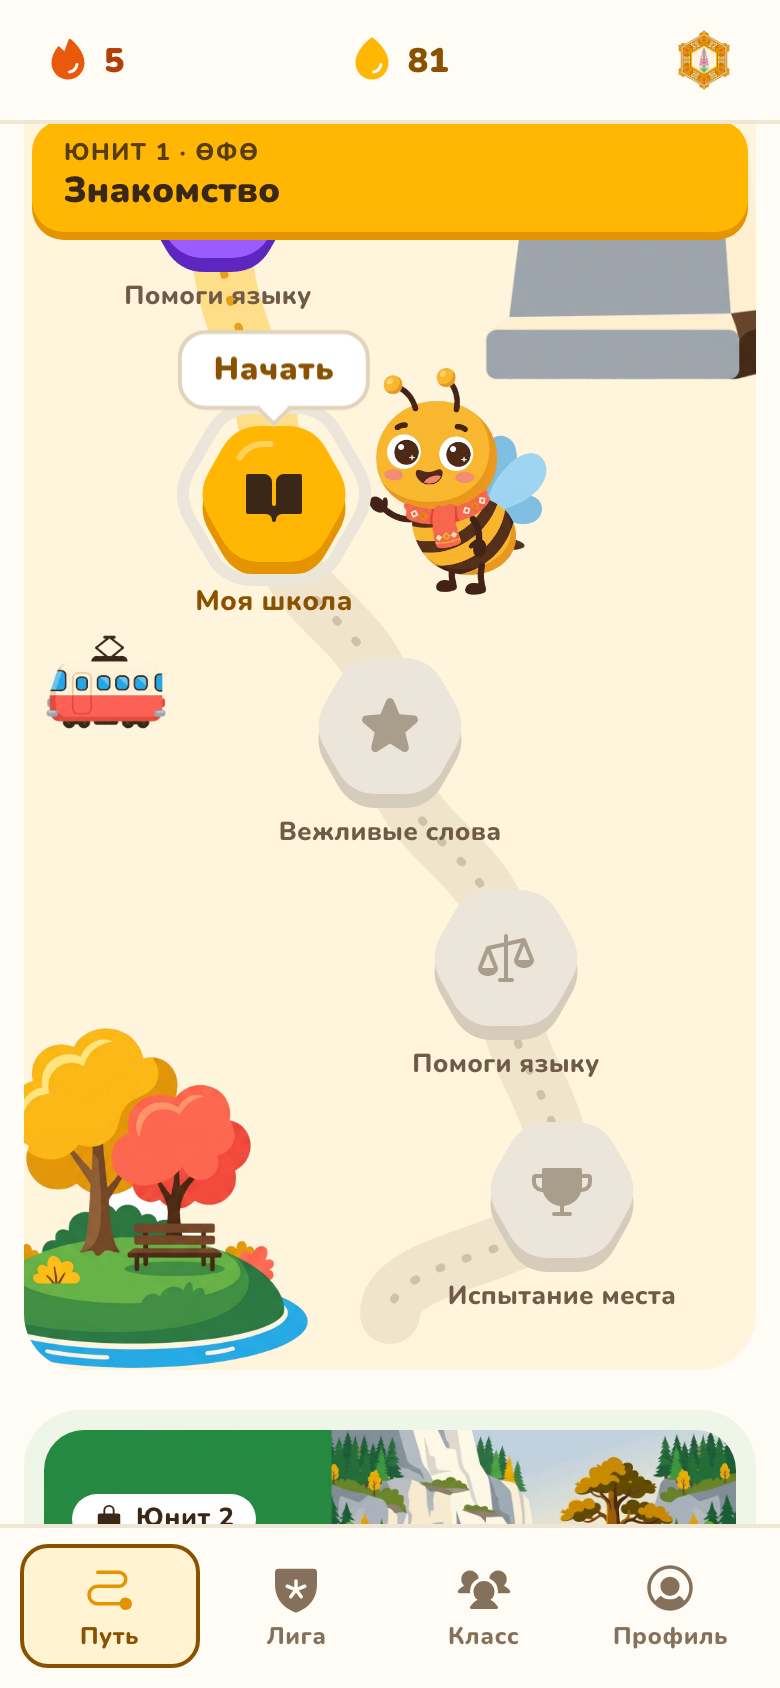 5
81
ЮНИТ 1 · ӨФӨ
Знакомство
Помоги языку
Начать
Моя школа
Вежливые слова
Помоги языку
Испытание места
Юнит 2
Путь
Лига
Класс
Профиль